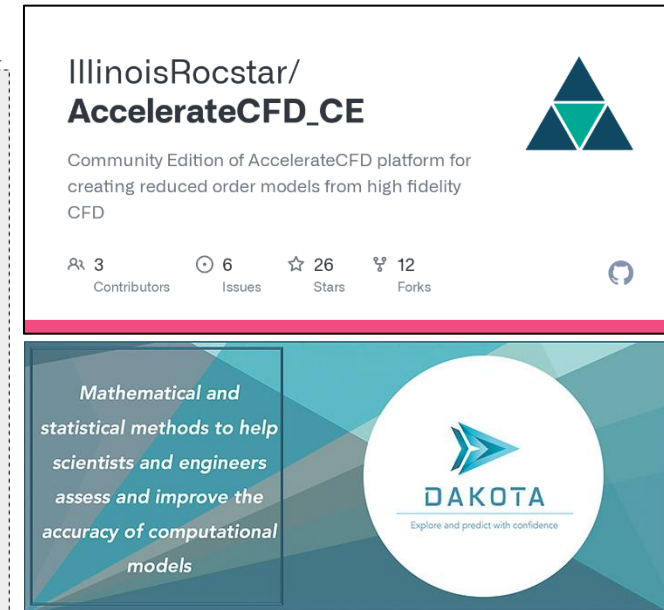 IllinoisRocstar/
AccelerateCFD_CE
Community Edition of AccelerateCFD platform for
creating reduced order models from high fidelity
CFD
3
Contributors
6
Issues
26
Stars
12
Forks
Mathematical and
statistical methods to help
scientists and engineers
assess and improve the
accuracy of computational
models
DAKOTA
Explore and predict with confidence